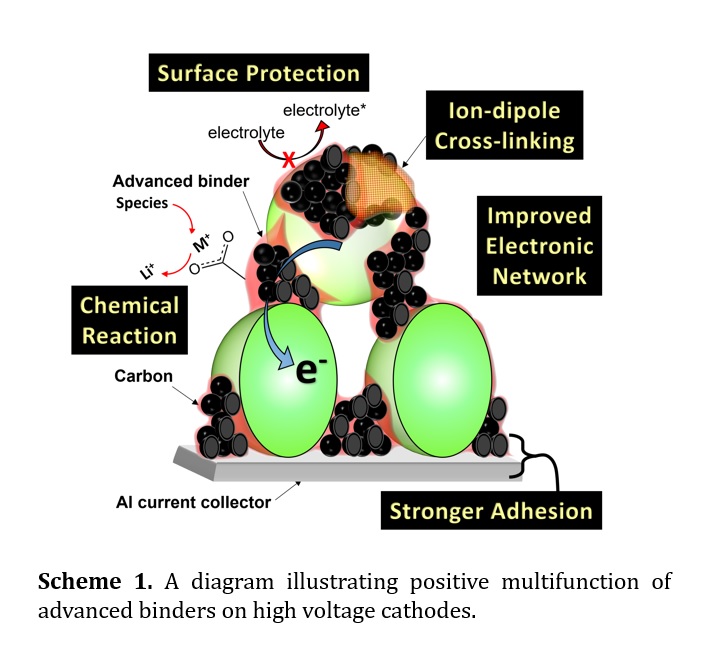 Surface Protection
electrolyte*
electrolyte
X
Ion-dipole
Cross-linking
Advanced binder
Species
M⁺
O
O
Li⁺
Improved
Electronic
Network
Chemical
Reaction
Carbon
e⁻
Al current collector
Stronger Adhesion
Scheme 1. A diagram illustrating positive multifunction of
advanced binders on high voltage cathodes.